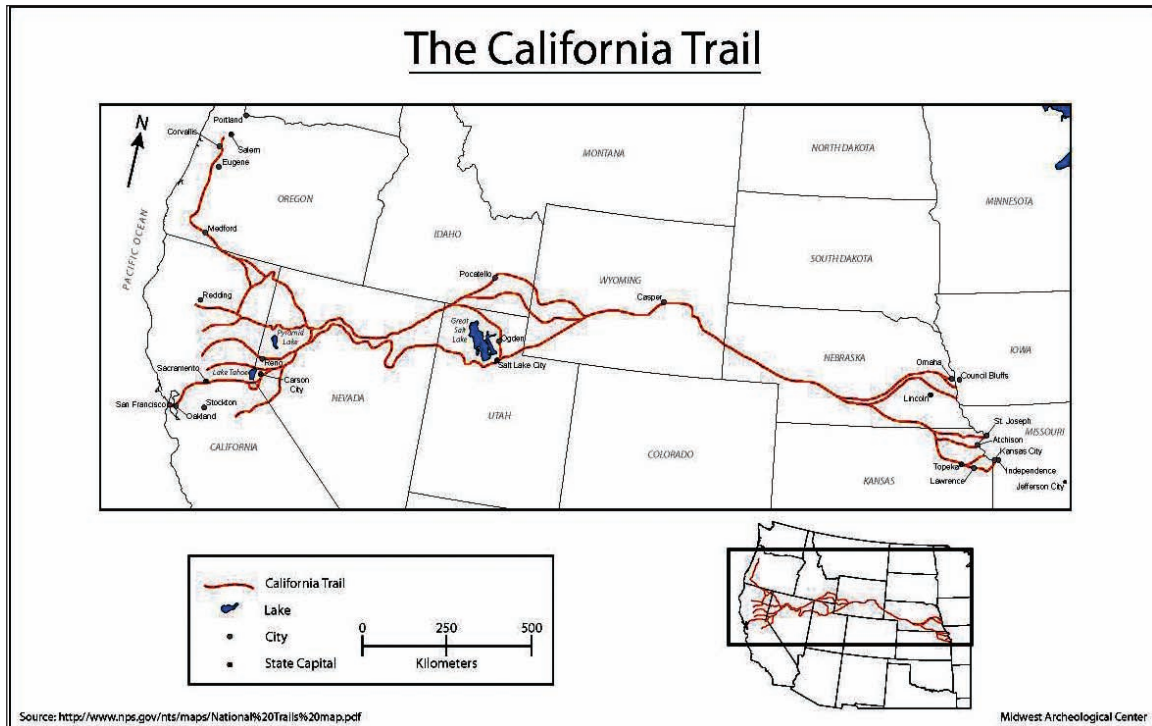 The California Trail
N
Portland
Corvallis
Salem
Eugene
OREGON
Medford
PACIFIC OCEAN
MONTANA
NORTH DAKOTA
MINNESOTA
IDAHO
SOUTH DAKOTA
Pocatello
WYOMING
Casper
Redding
Pyramid
Lake
Great
Salt
Lake
Ogden
Salt Lake City
NEBRASKA
IOWA
Omaha
Council Bluffs
Lincoln
Reno
Lake Tahoe
Sacramento
Carson
City
San Francisco
Oakland
Stockton
NEVADA
UTAH
CALIFORNIA
COLORADO
St. Joseph
MISSOURI
Atchison
Kansas City
Topeka
Independence
Lawrence
KANSAS
Jefferson City
California Trail
Lake
City
State Capital
0 250 500
Kilometers
Source: http://www.nps.gov/nts/maps/National%20Trails%20map.pdf
Midwest Archeological Center